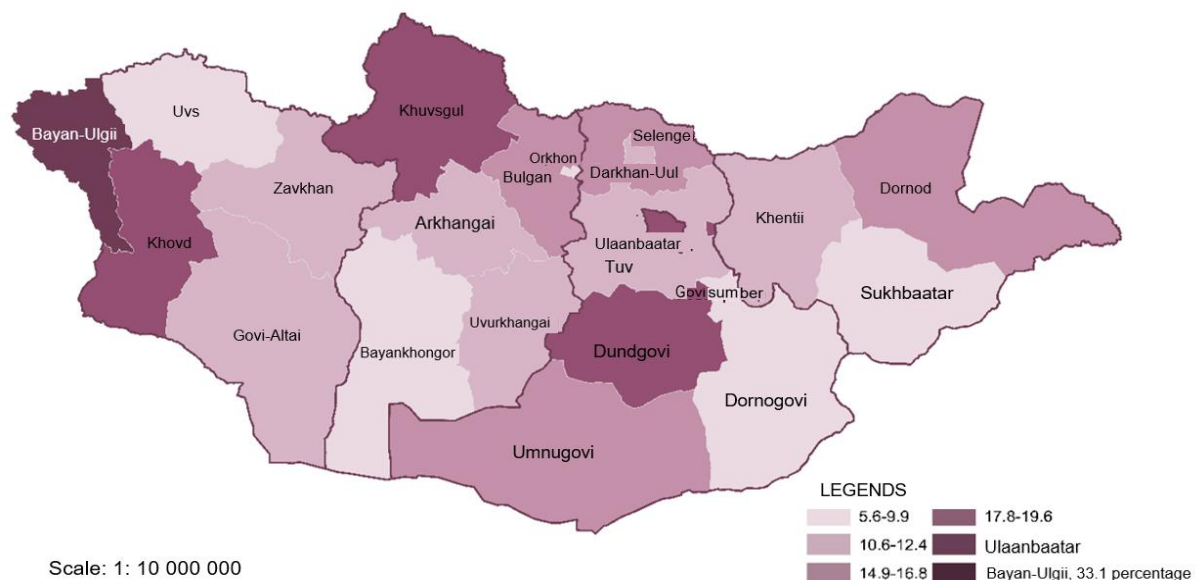 Uvs
Khuvsgul
Bayan-Ulgii
Selenge
Orkhon
Bulgan
Darkhan-Uul
Zavkhan
Dornod
Arkhangai
Khentii
Khovd
Ulaanbaatar
Tuv
Govisumber
Sukhbaatar
Govi-Altai
Uvurkhangai
Bayankhongor
Dundgovi
Dornogovi
Umnugovi
LEGENDS
5.6-9.9
17.8-19.6
10.6-12.4
Ulaanbaatar
14.9-16.8
Bayan-Ulgii, 33.1 percentage
Scale: 1: 10 000 000